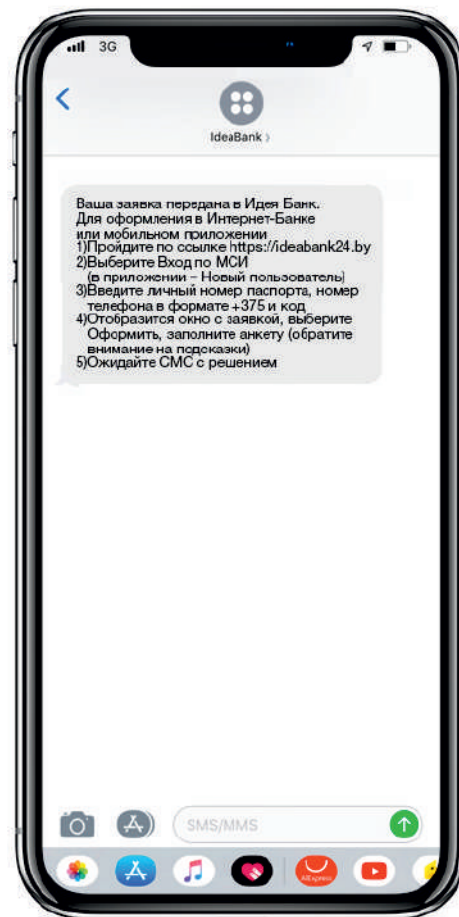 3G
IdeaBank
Ваша заявка передана в Идея Банк.
Для оформления в Интернет-Банке
или мобильном приложении
1)Пройдите по ссылке https://ideabank24.by
2)Выберите Вход по МСИ
(в приложении – Новый пользователь)
3)Введите личный номер паспорта, номер
телефона в формате +375 и код
4)Отобразится окно с заявкой, выберите
Оформить, заполните анкету (обратите
внимание на подсказки)
5)Ожидайте СМС с решением
SMS/MMS
AliExpress